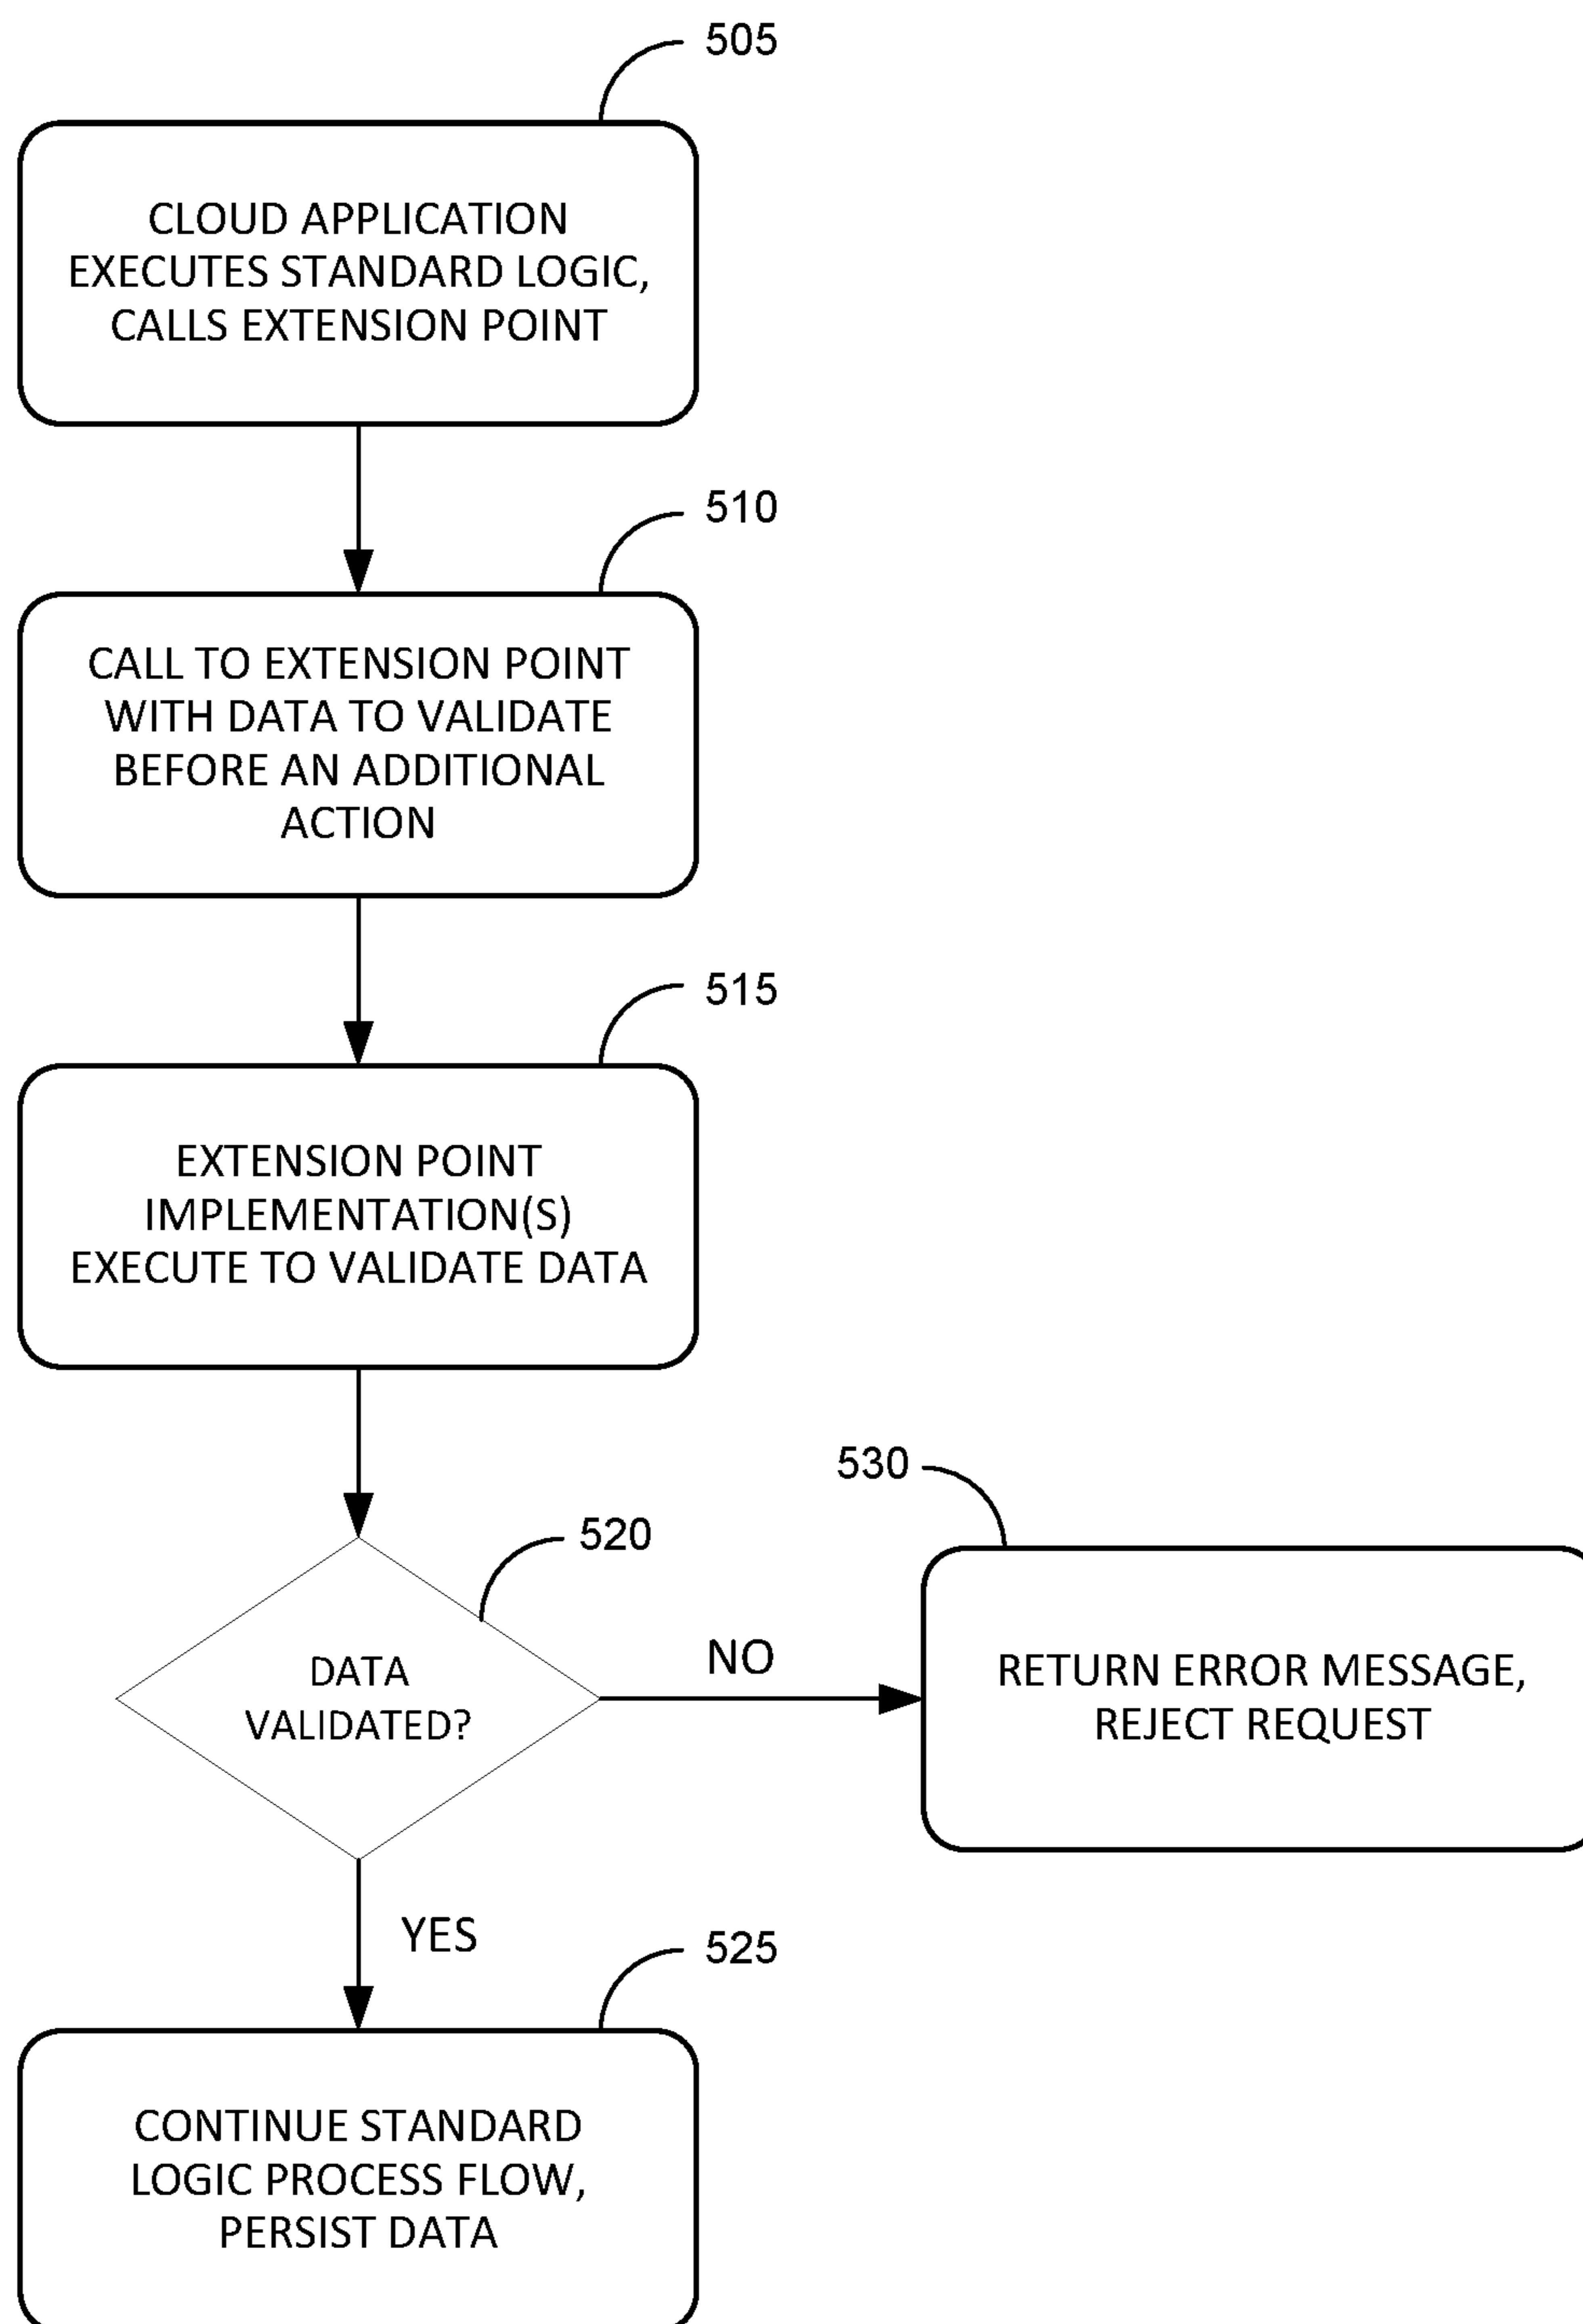 505
CLOUD APPLICATION
EXECUTES STANDARD LOGIC,
CALLS EXTENSION POINT
510
CALL TO EXTENSION POINT
WITH DATA TO VALIDATE
BEFORE AN ADDITIONAL
ACTION
515
EXTENSION POINT
IMPLEMENTATION(S)
EXECUTE TO VALIDATE DATA
520
DATA
VALIDATED?
NO
530
RETURN ERROR MESSAGE,
REJECT REQUEST
YES
525
CONTINUE STANDARD
LOGIC PROCESS FLOW,
PERSIST DATA